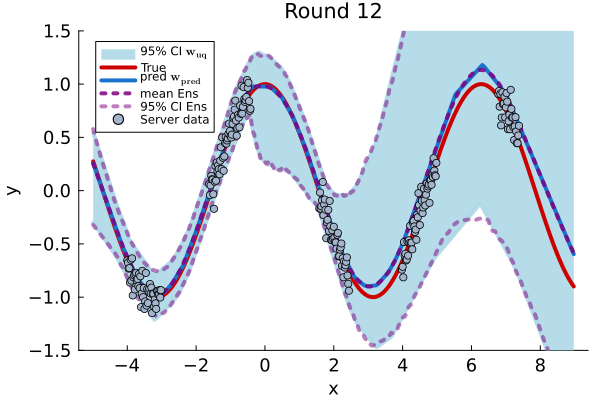 Round 12
95% CI w_uq
True
pred w_pred
mean Ens
95% CI Ens
Server data
1.5
1.0
0.5
0.0
−0.5
−1.0
−1.5
y
−4 −2 0 2 4 6 8
x